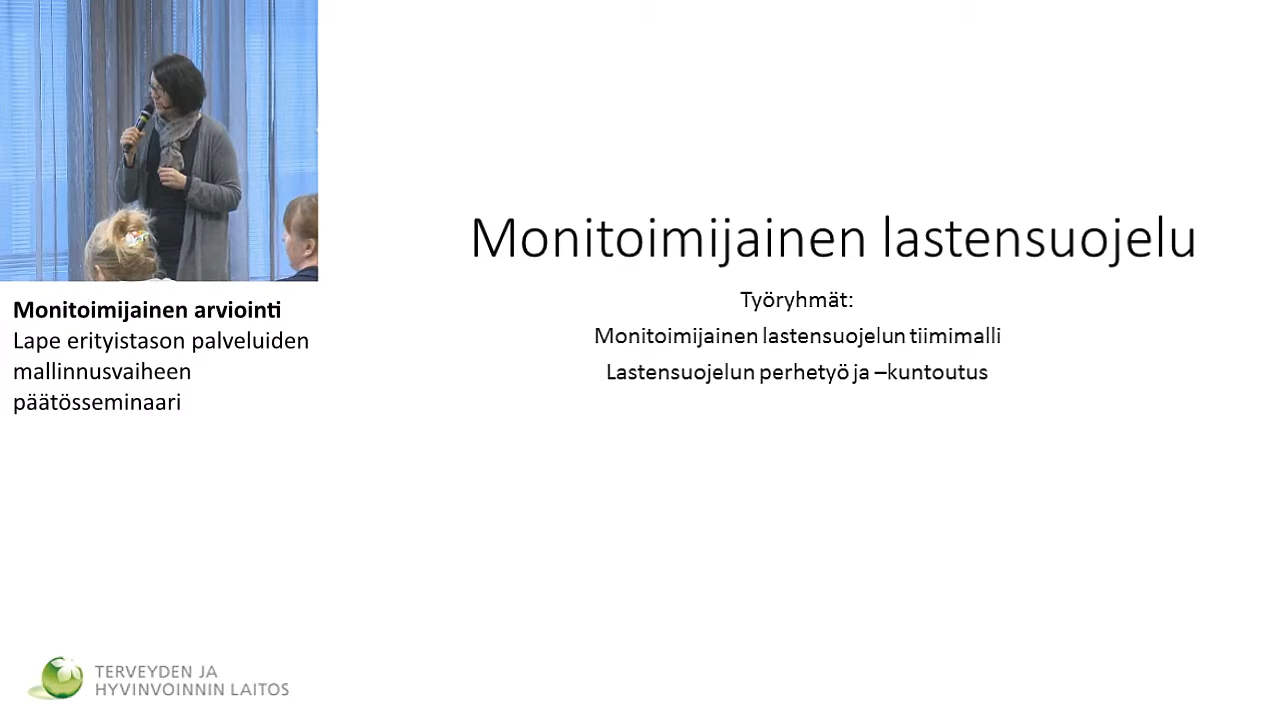 Monitoimijainen arviointi
Lape erityistason palveluiden
mallinnusvaiheen
päätösseminaari
Monitoimijainen lastensuojelu
Työryhmät:
Monitoimijainen lastensuojelun tiimimalli
Lastensuojelun perhetyö ja –kuntoutus
TERVEYDEN JA
HYVINVOINNIN LAITOS